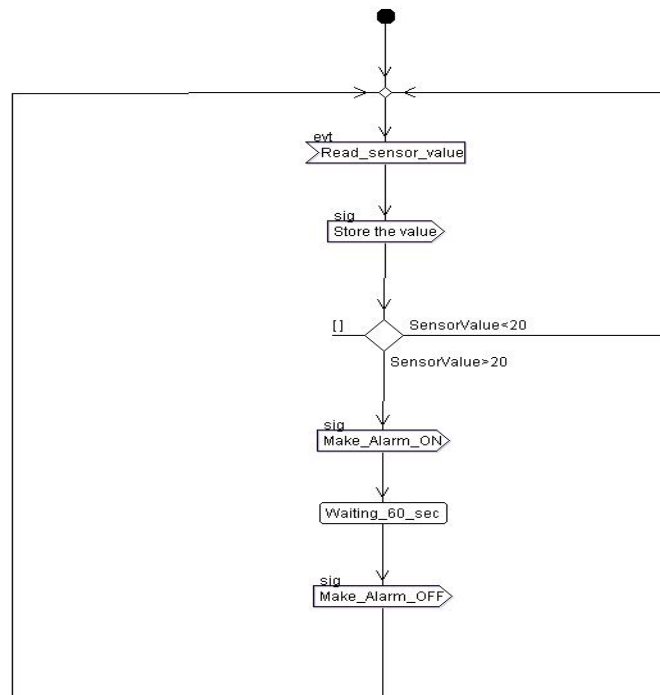 evt
Read_sensor_value
sig
Store the value
[ ]
SensorValue<20
SensorValue>20
sig
Make_Alarm_ON
Waiting_60_sec
sig
Make_Alarm_OFF